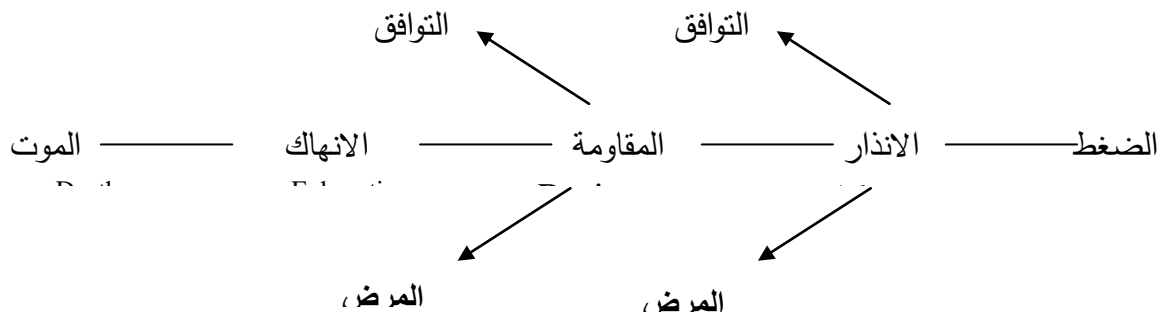 التوافق التوافق
الضغط الانذار المقاومة الانهاك الموت
المرض المرض